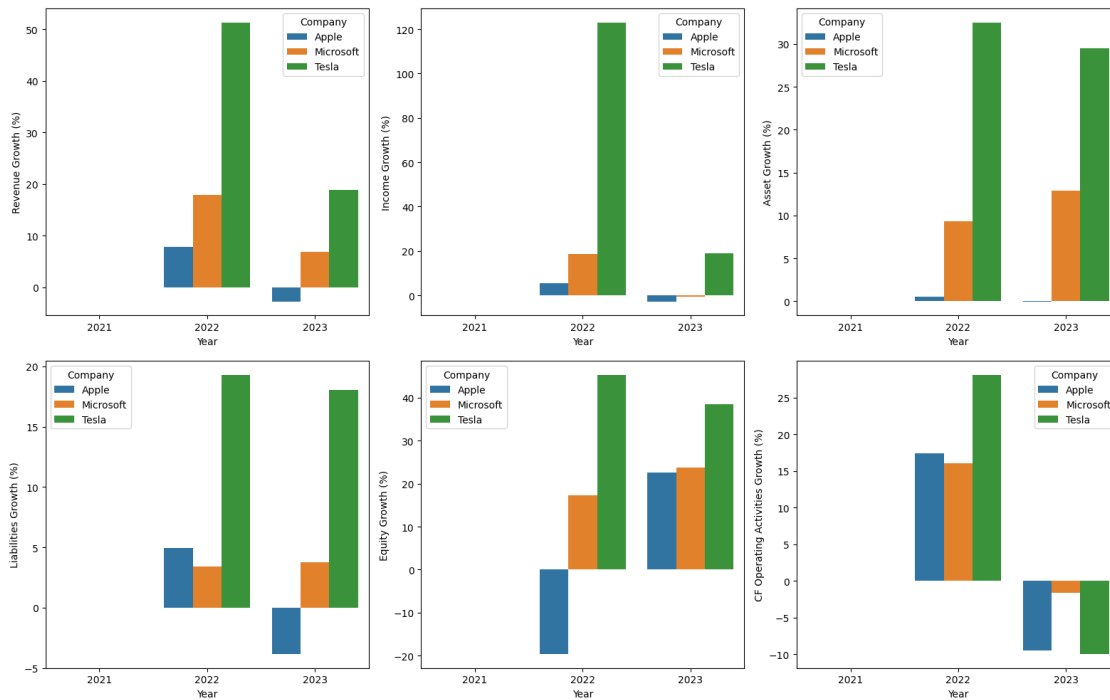 Revenue Growth (%)
50
40
30
20
10
0
2021
2022
2023
Year
Company
Apple
Microsoft
Tesla
Income Growth (%)
120
100
80
60
40
20
0
2021
2022
2023
Year
Company
Apple
Microsoft
Tesla
Asset Growth (%)
30
25
20
15
10
5
0
2021
2022
2023
Year
Company
Apple
Microsoft
Tesla
Liabilities Growth (%)
20
15
10
5
0
−5
2021
2022
2023
Year
Company
Apple
Microsoft
Tesla
Equity Growth (%)
40
30
20
10
0
−10
−20
2021
2022
2023
Year
Company
Apple
Microsoft
Tesla
CF Operating Activities Growth (%)
25
20
15
10
5
0
−5
−10
2021
2022
2023
Year
Company
Apple
Microsoft
Tesla